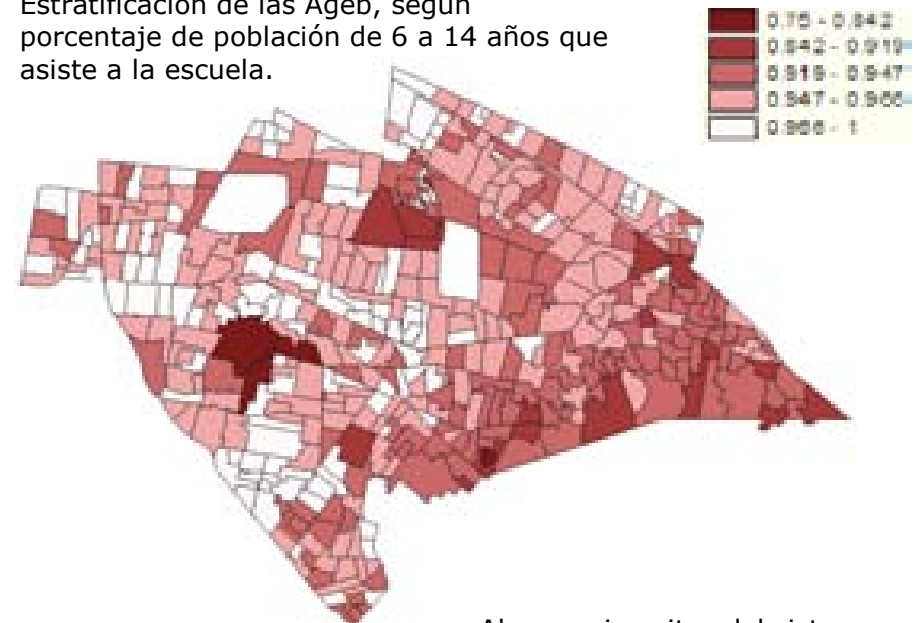 Estratificación de las Ageb, según
porcentaje de población de 6 a 14 años que
asiste a la escuela.
0.75 - 0.842
0.842 - 0.919
0.919 - 0.947
0.947 - 0.966
0.966 - 1